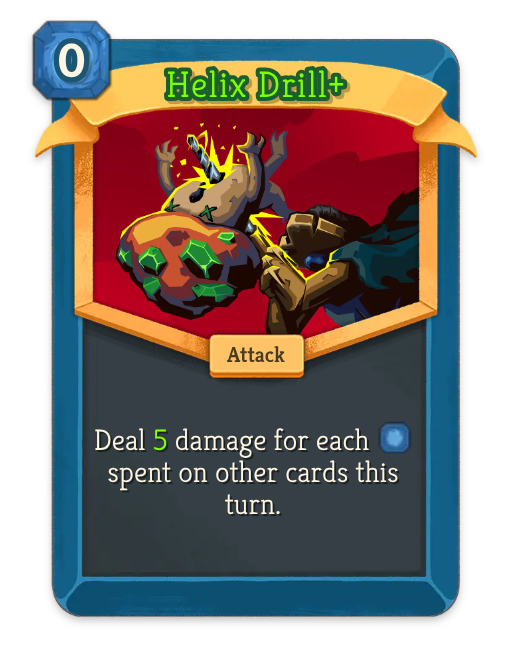 0
Helix Drill+
Attack
Deal 5 damage for each
spent on other cards this
turn.